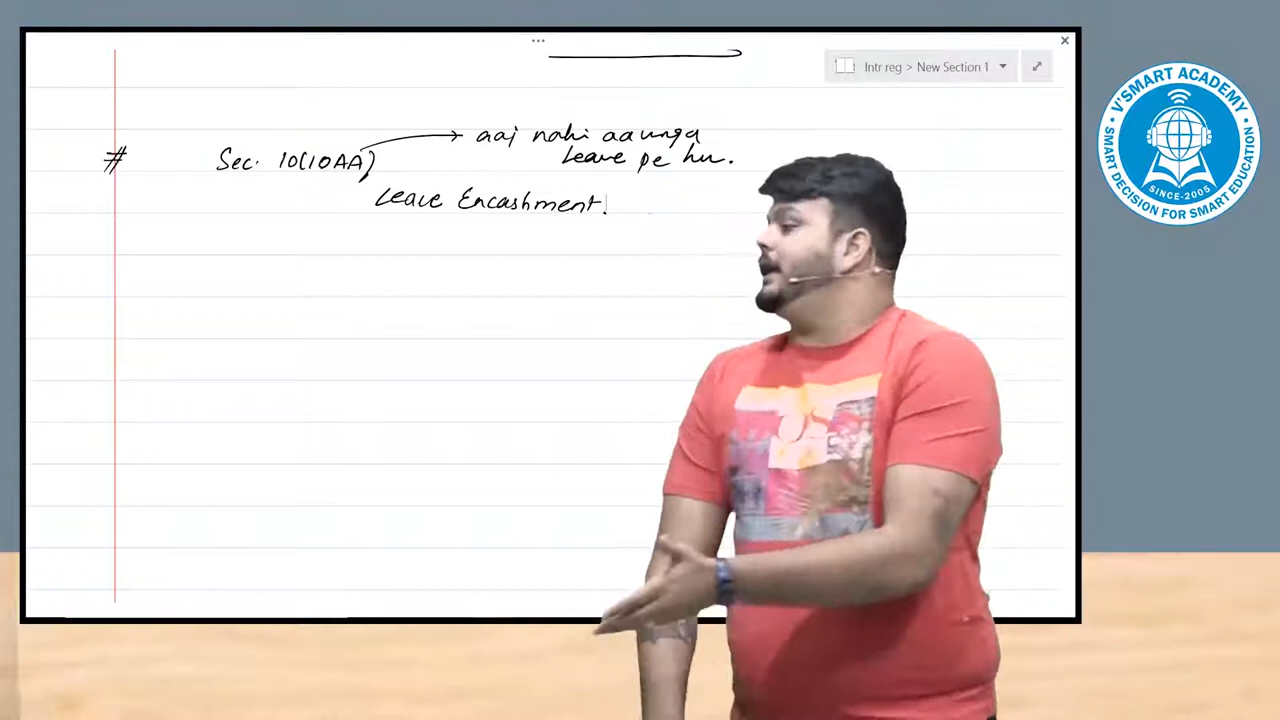 Intr reg > New Section 1
# Sec. 10(10AA) → aaj nahi aaunga
leave pe hu.
Leave Encashment!
V'SMART ACADEMY
SINCE-2005
SMART DECISION FOR SMART EDUCATION